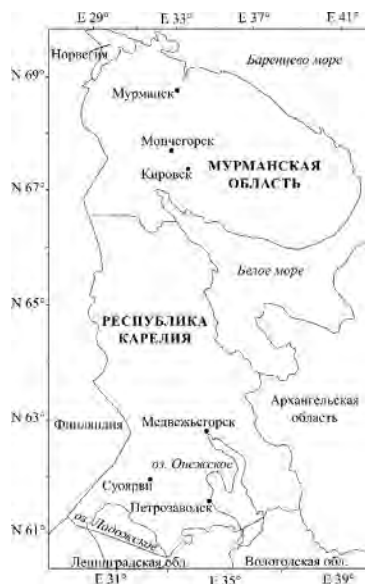 E 29° E 33° E 37° E 41°
Норвегия
Баренцево море
N 69°
Мурманск
Мончегорск
Кировск
МУРМАНСКАЯ
ОБЛАСТЬ
N 67°
Белое море
N 65°
РЕСПУБЛИКА
КАРЕЛИЯ
Архангельская
область
N 63°
Финляндия
Медвежьегорск
оз. Онежское
Суоярви
Петрозаводск
оз. Ладожское
N 61°
Ленинградская обл.
Вологодская обл.
E 31° E 35° E 39°